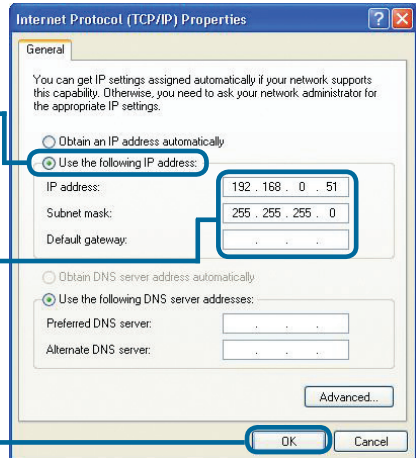 Internet Protocol (TCP/IP) Properties
General
You can get IP settings assigned automatically if your network supports
this capability. Otherwise, you need to ask your network administrator for
the appropriate IP settings.
Obtain an IP address automatically
Use the following IP address:
IP address: 192 . 168 . 0 . 51
Subnet mask: 255 . 255 . 255 . 0
Default gateway: . . .
Obtain DNS server address automatically
Use the following DNS server addresses:
Preferred DNS server: . . .
Alternate DNS server: . . .
Advanced...
OK Cancel